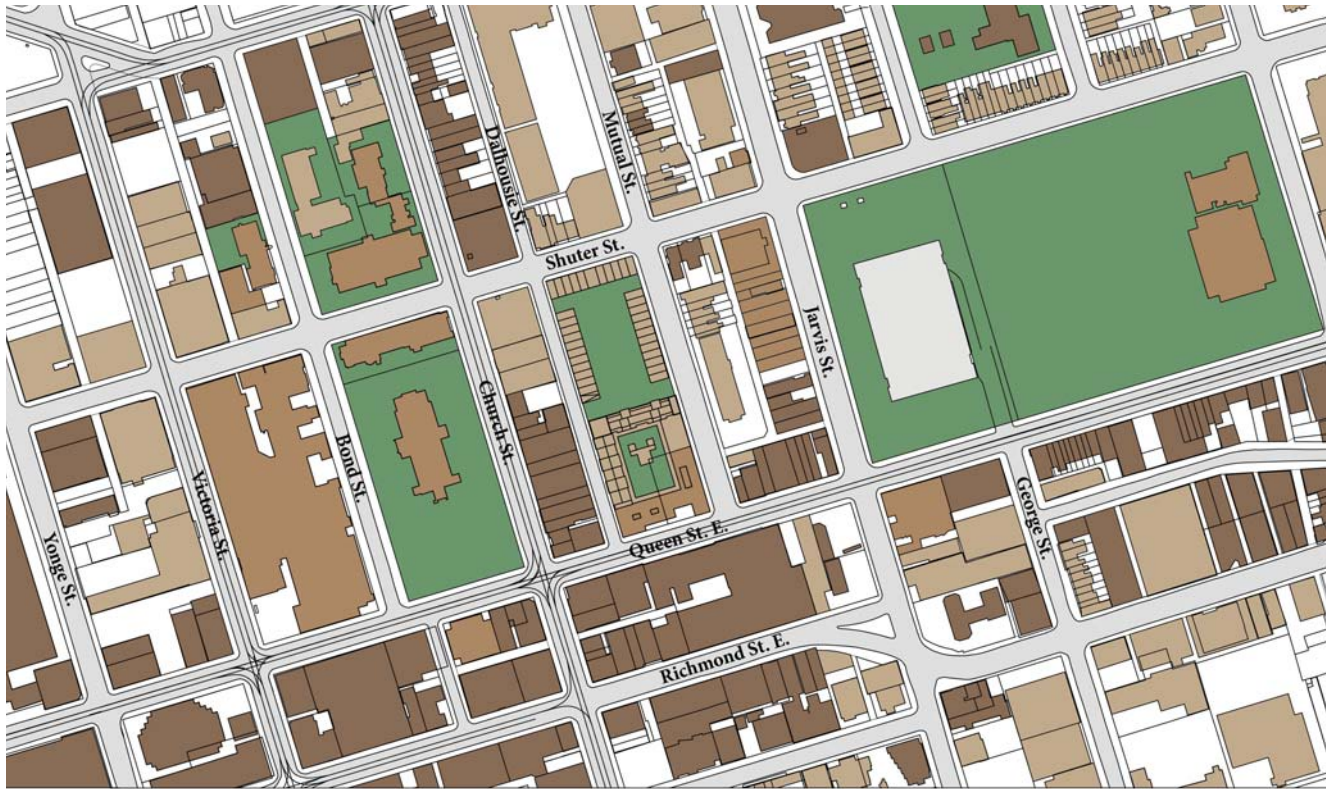 Dalhousie St.
Mutual St.
Shuter St.
Jarvis St.
Church St.
Bond St.
Victoria St.
Yonge St.
Queen St. E.
George St.
Richmond St. E.